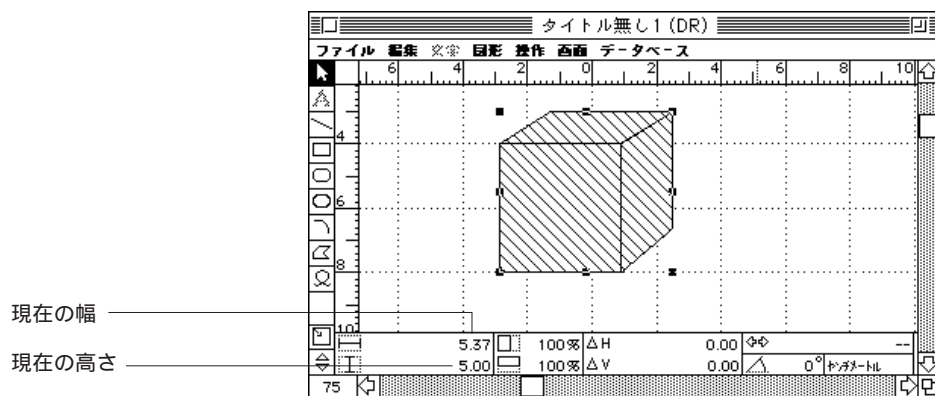 タイトル無し1 (DR)
ファイル 編集 文字 図形 操作 画面 データベース
6 4 2 0 2 4 6 8 10
4
6
8
10
現在の幅
5.37 100% ΔH 0.00 --
現在の高さ
5.00 100% ΔV 0.00 0° センチメートル
75